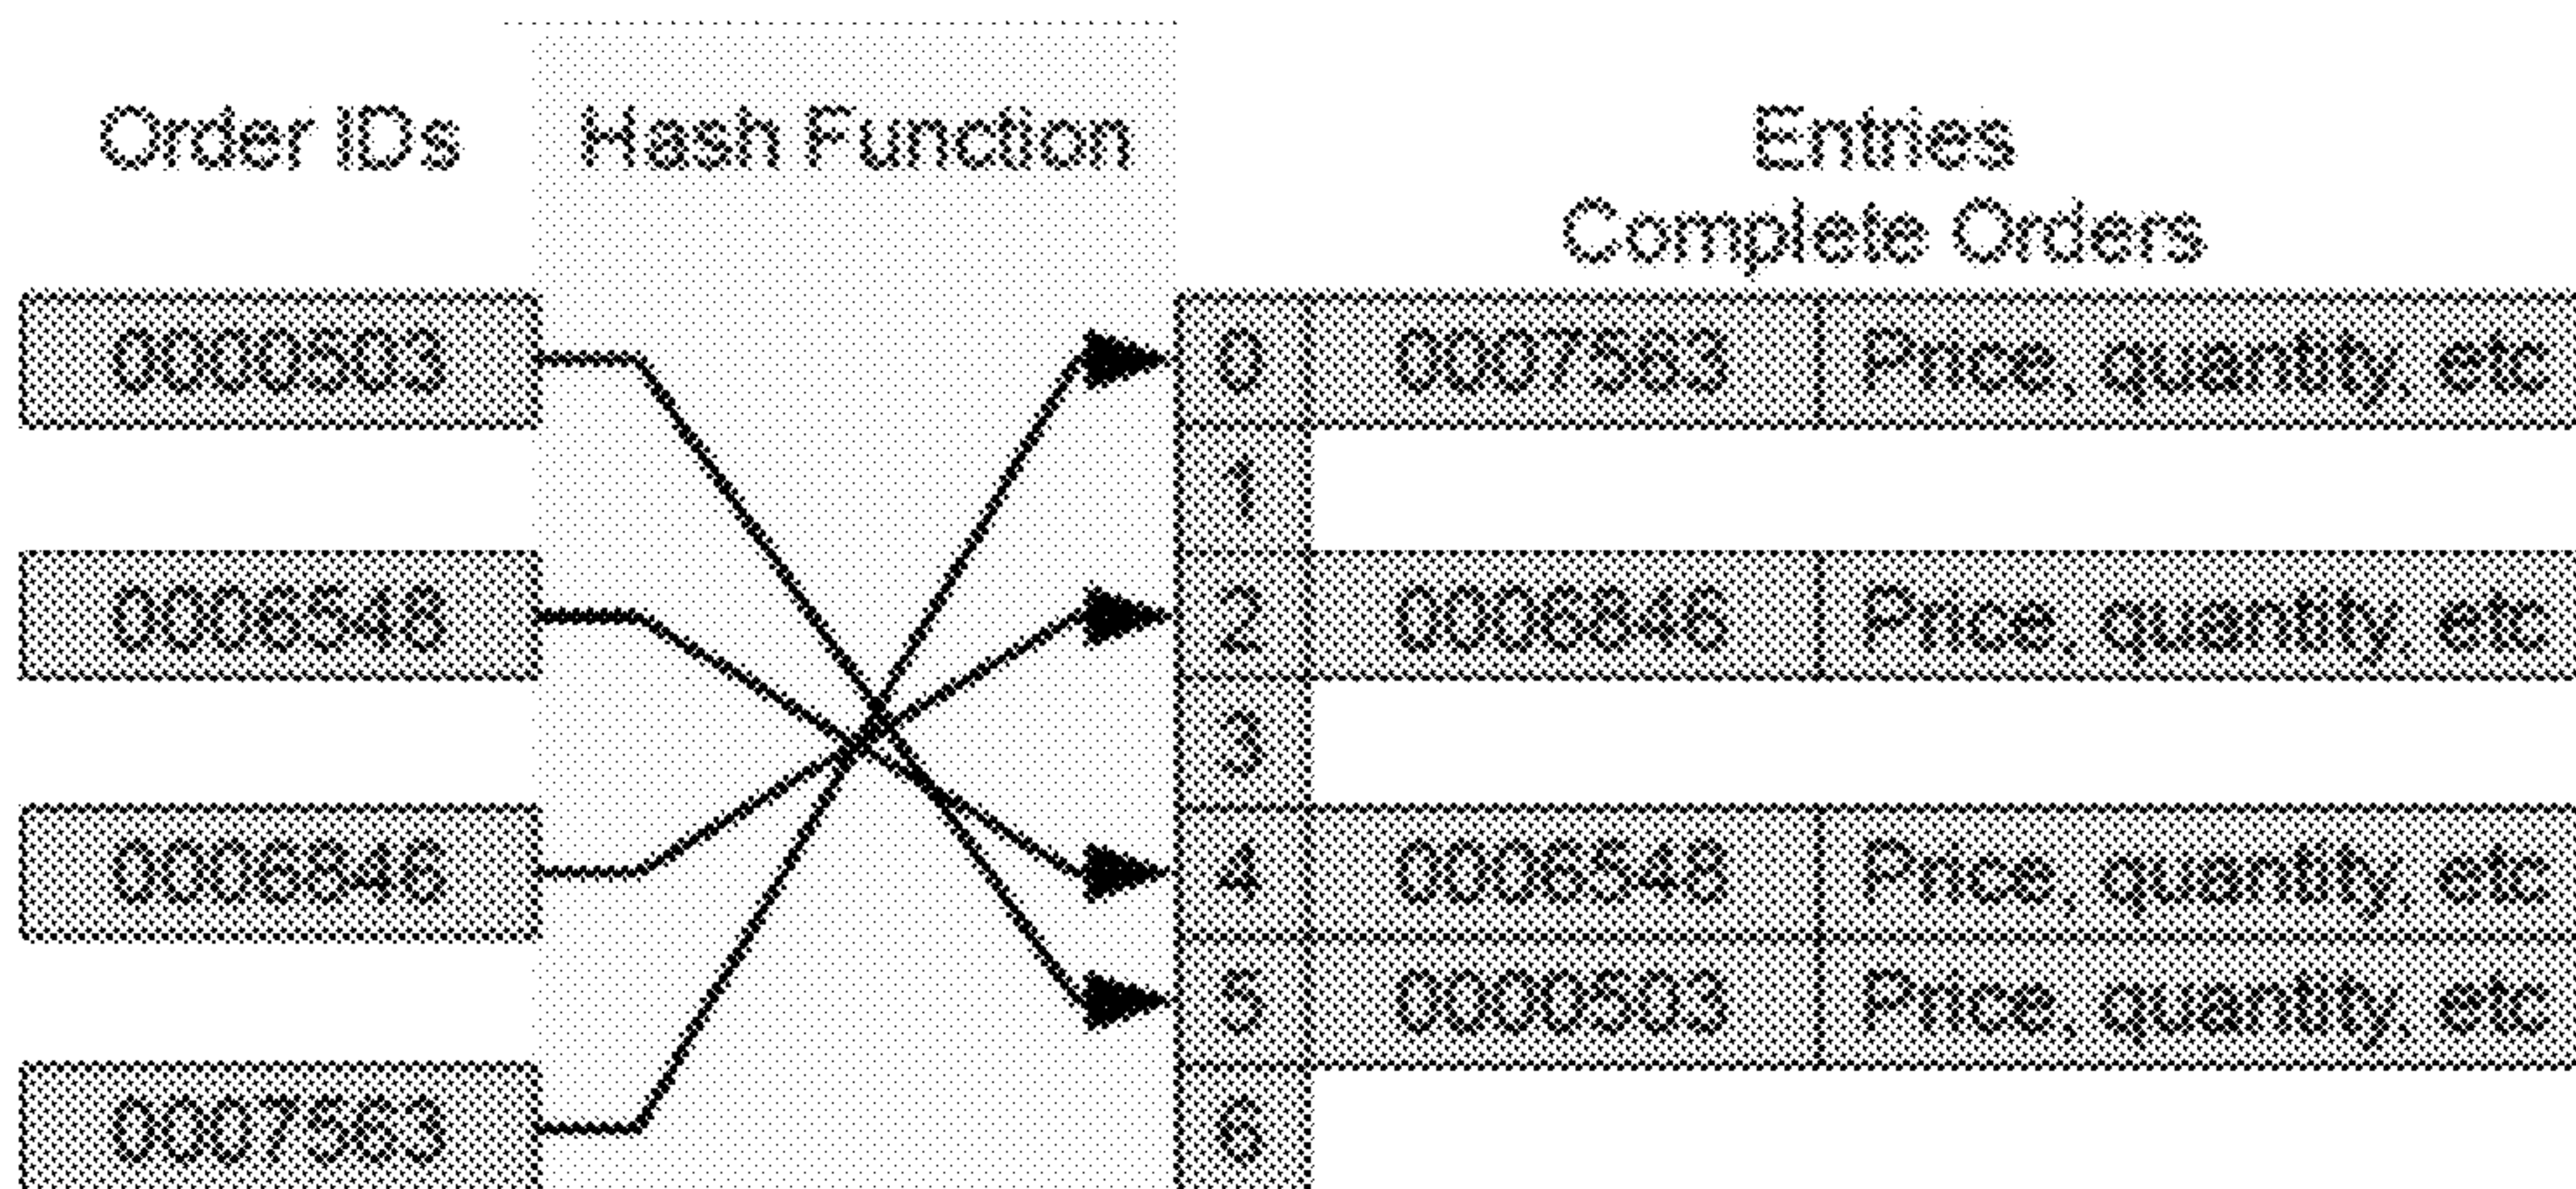 Order IDs
Hash Function
Entries
Complete Orders
0000503
0 0007563 Price, quantity, etc
1
0006548
2 0006846 Price, quantity, etc
3
0006846
4 0006548 Price, quantity, etc
5 0000503 Price, quantity, etc
0007563
6